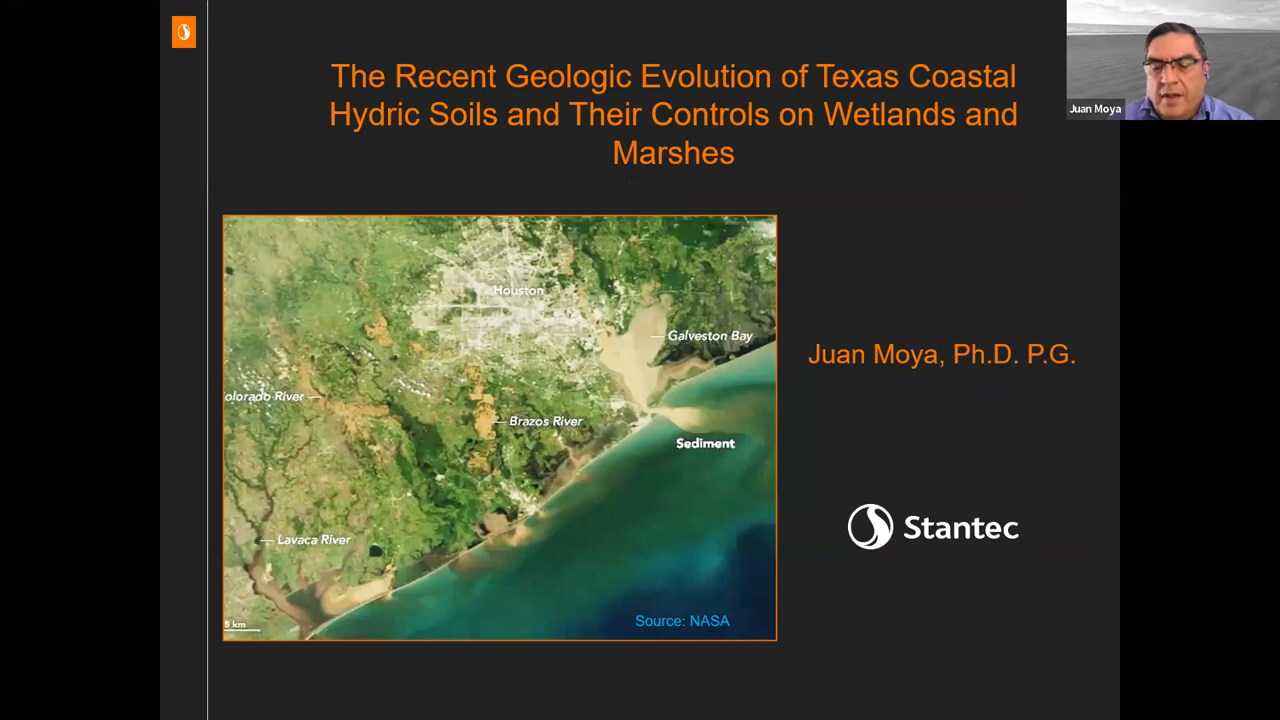 The Recent Geologic Evolution of Texas Coastal
Hydric Soils and Their Controls on Wetlands and
Marshes
Juan Moya
Houston
Galveston Bay
olorado River
Brazos River
Sediment
Lavaca River
5 km
Source: NASA
Juan Moya, Ph.D. P.G.
Stantec